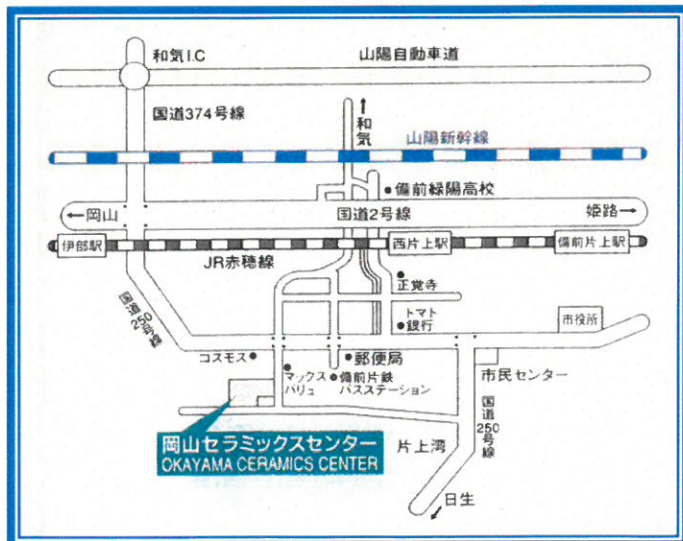 和気I.C
山陽自動車道
国道374号線
和気
山陽新幹線
備前緑陽高校
←岡山
国道2号線
姫路→
伊部駅
西片上駅
備前片上駅
JR赤穂線
正覚寺
国道
250号線
トマト
銀行
市役所
コスモス
郵便局
マックス
バリュ
備前片鉄
バスステーション
市民センター
国道250号線
岡山セラミックスセンター
OKAYAMA CERAMICS CENTER
片上湾
日生